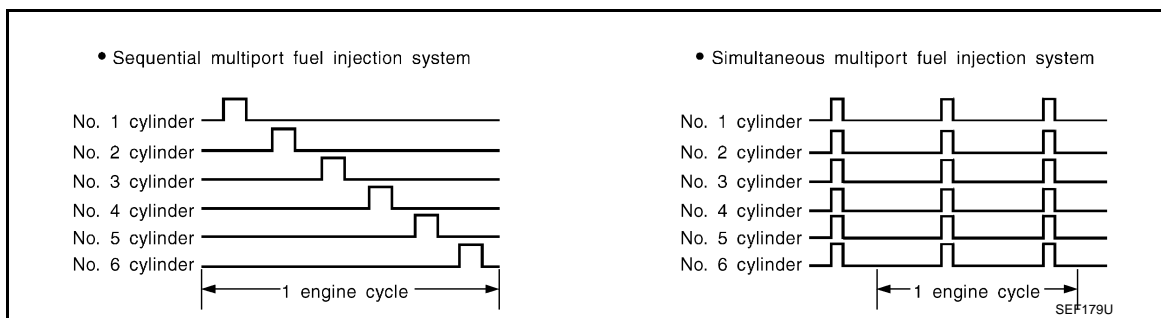 • Sequential multiport fuel injection system
No. 1 cylinder
No. 2 cylinder
No. 3 cylinder
No. 4 cylinder
No. 5 cylinder
No. 6 cylinder
1 engine cycle
• Simultaneous multiport fuel injection system
No. 1 cylinder
No. 2 cylinder
No. 3 cylinder
No. 4 cylinder
No. 5 cylinder
No. 6 cylinder
1 engine cycle
SEF179U